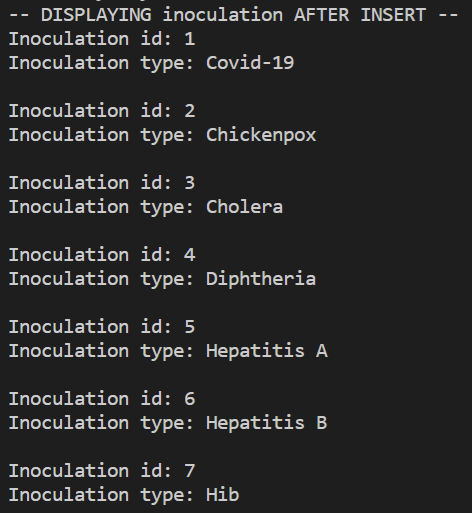 -- DISPLAYING inoculation AFTER INSERT --
Inoculation id: 1
Inoculation type: Covid-19
Inoculation id: 2
Inoculation type: Chickenpox
Inoculation id: 3
Inoculation type: Cholera
Inoculation id: 4
Inoculation type: Diphtheria
Inoculation id: 5
Inoculation type: Hepatitis A
Inoculation id: 6
Inoculation type: Hepatitis B
Inoculation id: 7
Inoculation type: Hib